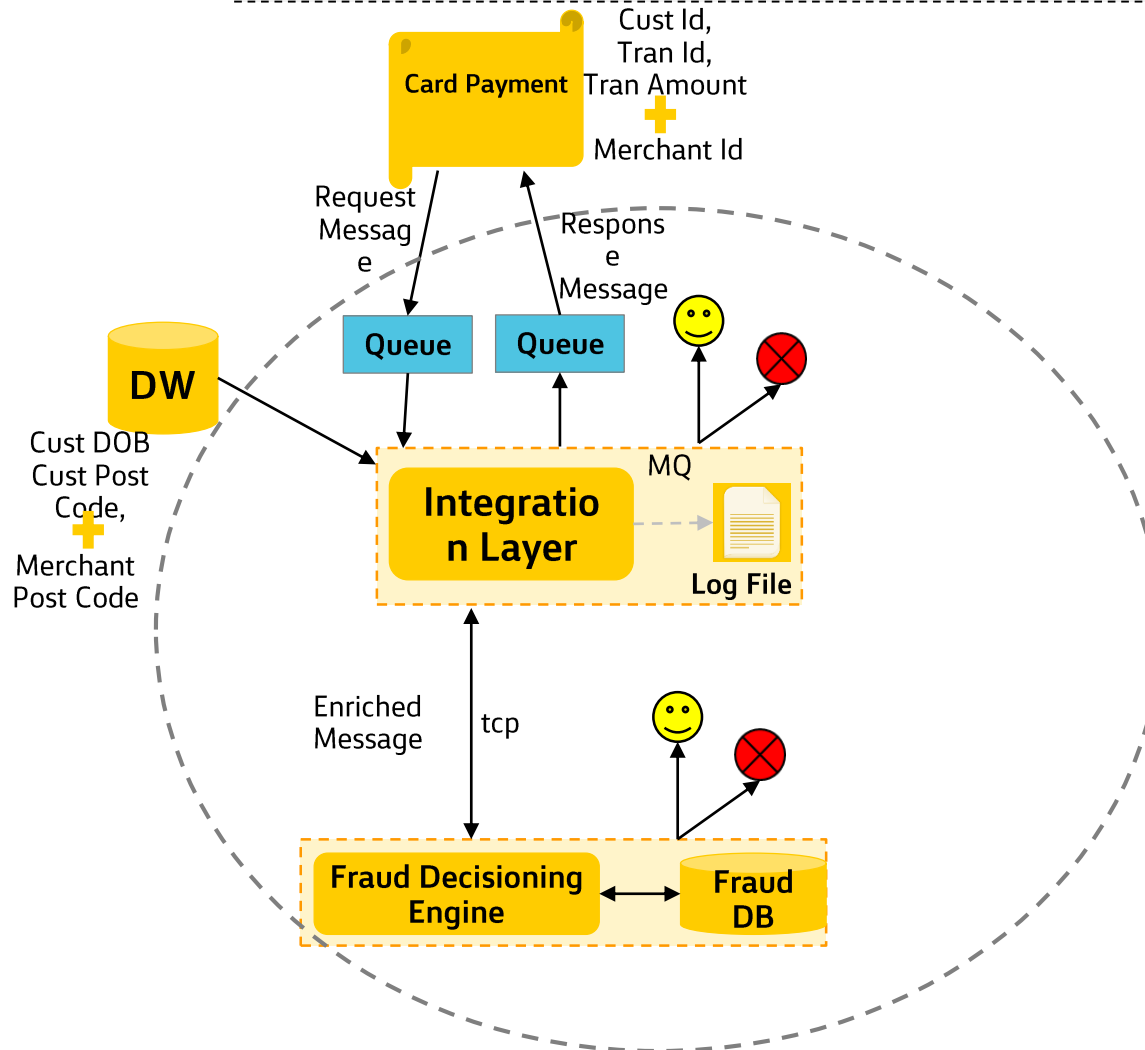 Cust Id,
Tran Id,
Tran Amount
Merchant Id
Card Payment
Request
Messag
e
Respons
e
Message
Queue
Queue
DW
Cust DOB
Cust Post
Code,
Merchant
Post Code
MQ
Integratio
n Layer
Log File
Enriched
Message
tcp
Fraud Decisioning
Engine
Fraud
DB